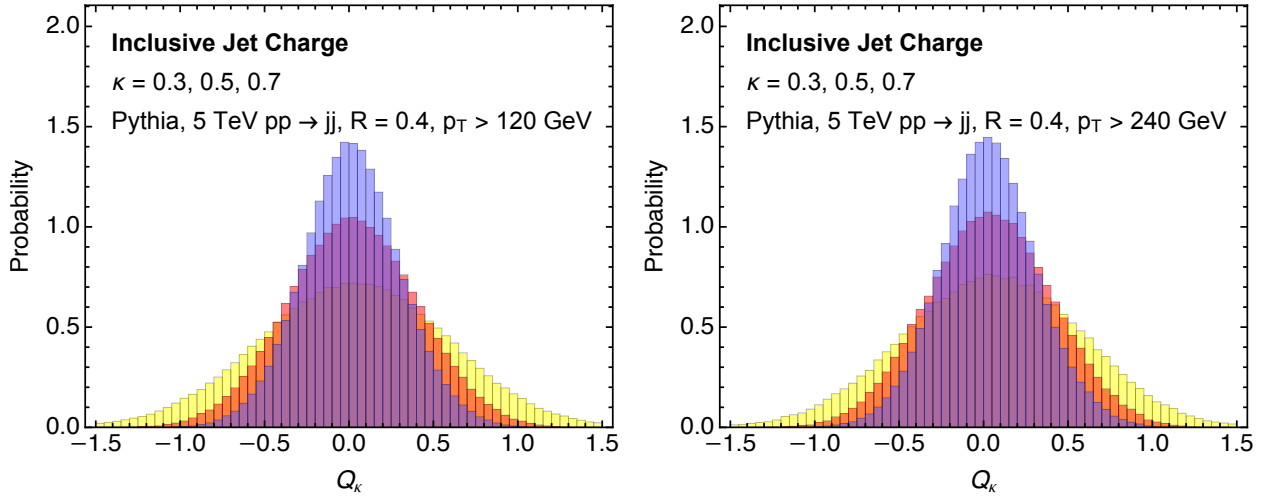 Inclusive Jet Charge
κ = 0.3, 0.5, 0.7
Pythia, 5 TeV pp → jj, R = 0.4, pT > 120 GeV
Probability
2.0
1.5
1.0
0.5
0.0
−1.5 −1.0 −0.5 0.0 0.5 1.0 1.5
Qκ
Inclusive Jet Charge
κ = 0.3, 0.5, 0.7
Pythia, 5 TeV pp → jj, R = 0.4, pT > 240 GeV
Probability
2.0
1.5
1.0
0.5
0.0
−1.5 −1.0 −0.5 0.0 0.5 1.0 1.5
Qκ